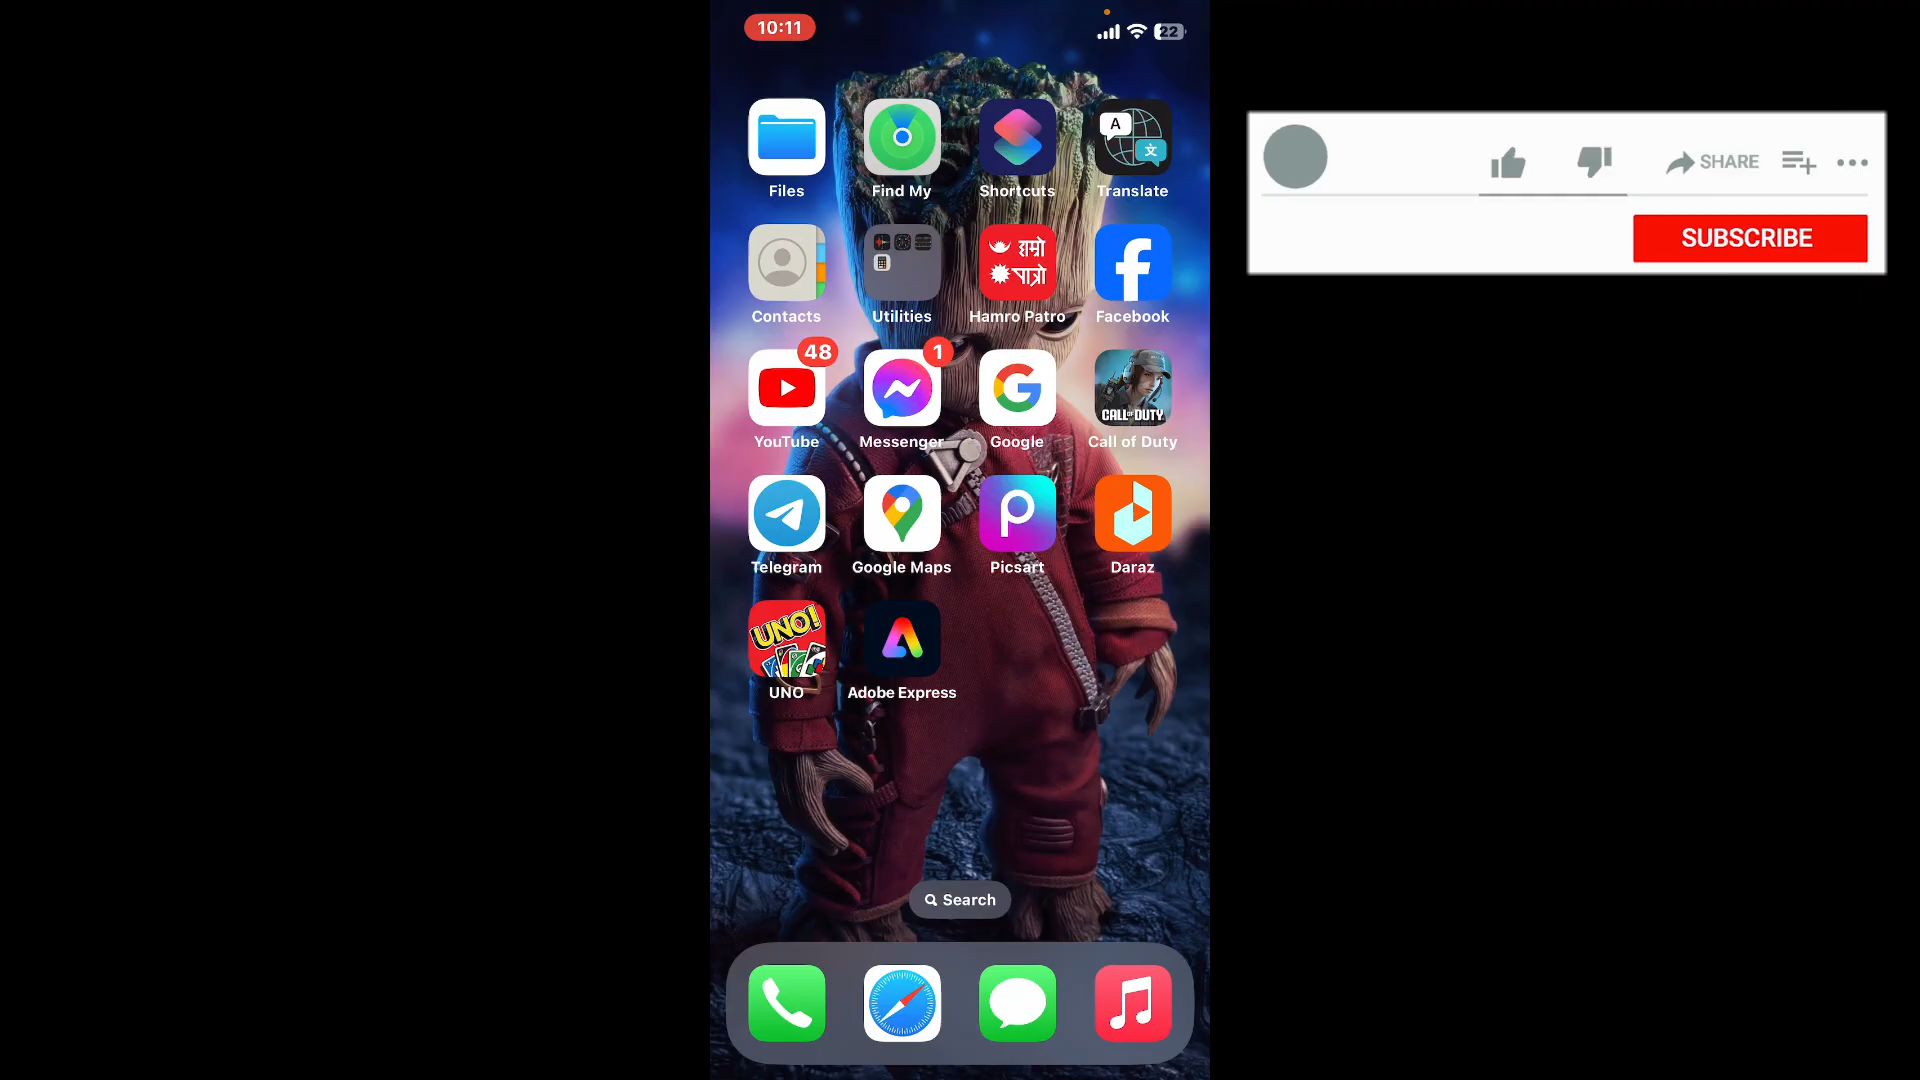 10:11
22
A
文
Files
Find My
Shortcuts
Translate
हाम्रो
पात्रो
Contacts
Utilities
Hamro Patro
Facebook
48
1
CALL OF DUTY
YouTube
Messenger
Google
Call of Duty
Telegram
Google Maps
Picsart
Daraz
UNO!
UNO
Adobe Express
Search
SHARE
SUBSCRIBE